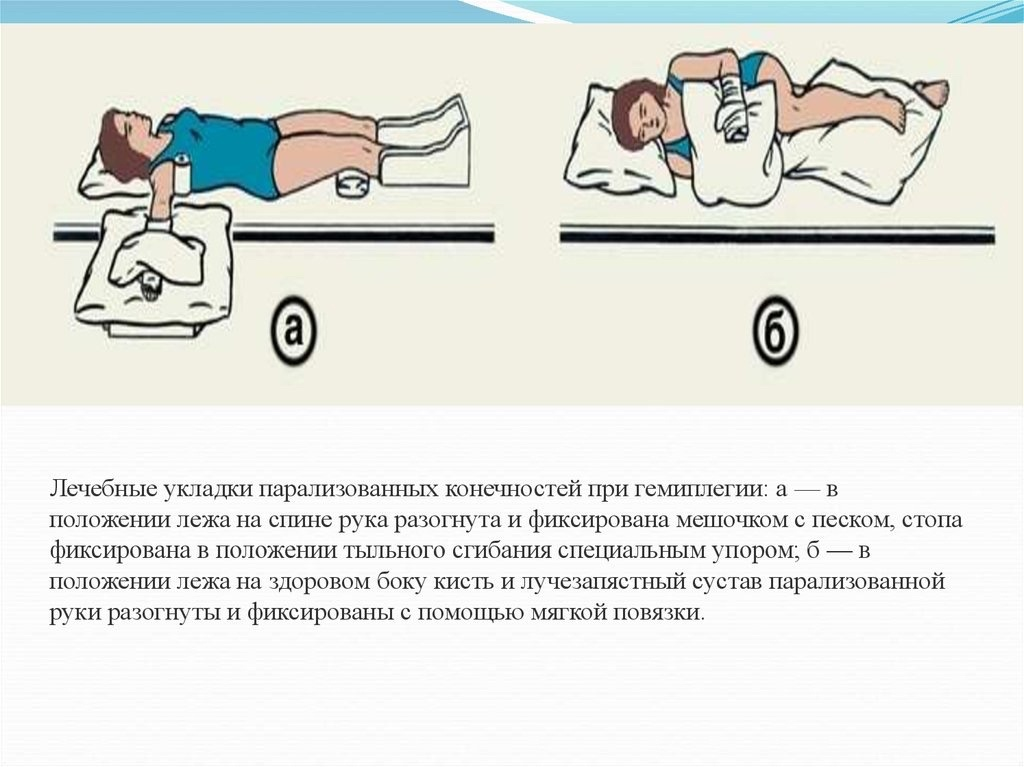 а
б
Лечебные укладки парализованных конечностей при гемиплегии: а — в
положении лежа на спине рука разогнута и фиксирована мешочком с песком, стопа
фиксирована в положении тыльного сгибания специальным упором; б — в
положении лежа на здоровом боку кисть и лучезапястный сустав парализованной
руки разогнуты и фиксированы с помощью мягкой повязки.